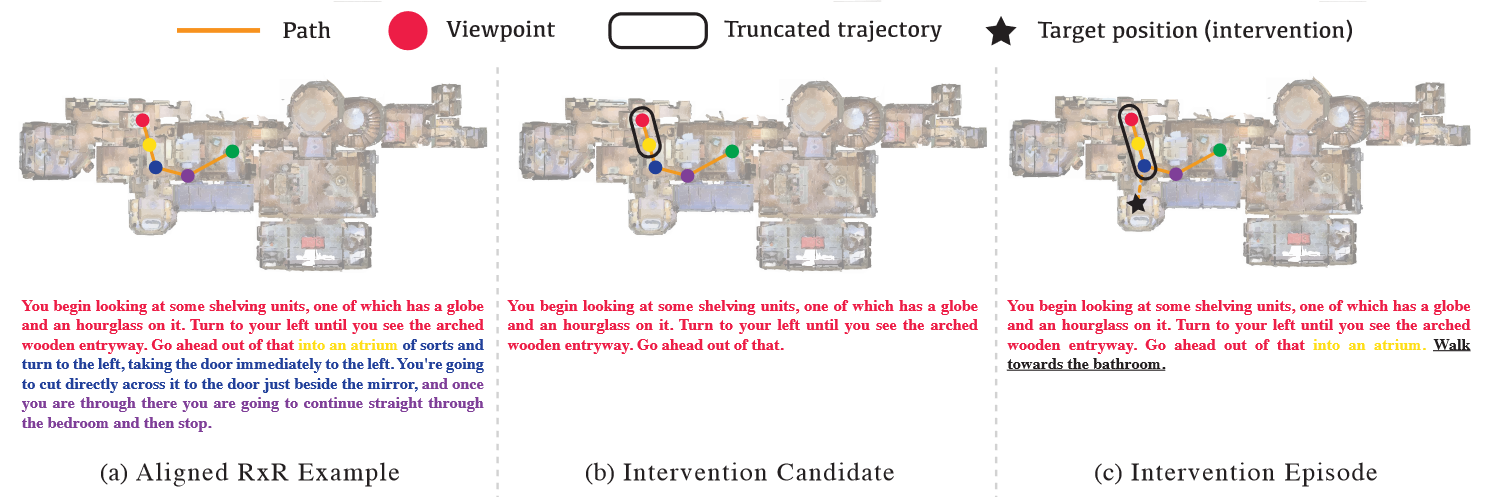 Path
Viewpoint
Truncated trajectory
Target position (intervention)
You begin looking at some shelving units, one of which has a globe
and an hourglass on it. Turn to your left until you see the arched
wooden entryway. Go ahead out of that into an atrium of sorts and
turn to the left, taking the door immediately to the left. You're going
to cut directly across it to the door just beside the mirror, and once
you are through there you are going to continue straight through
the bedroom and then stop.
(a) Aligned RxR Example
You begin looking at some shelving units, one of which has a globe
and an hourglass on it. Turn to your left until you see the arched
wooden entryway. Go ahead out of that.
(b) Intervention Candidate
You begin looking at some shelving units, one of which has a globe
and an hourglass on it. Turn to your left until you see the arched
wooden entryway. Go ahead out of that into an atrium. Walk
towards the bathroom.
(c) Intervention Episode